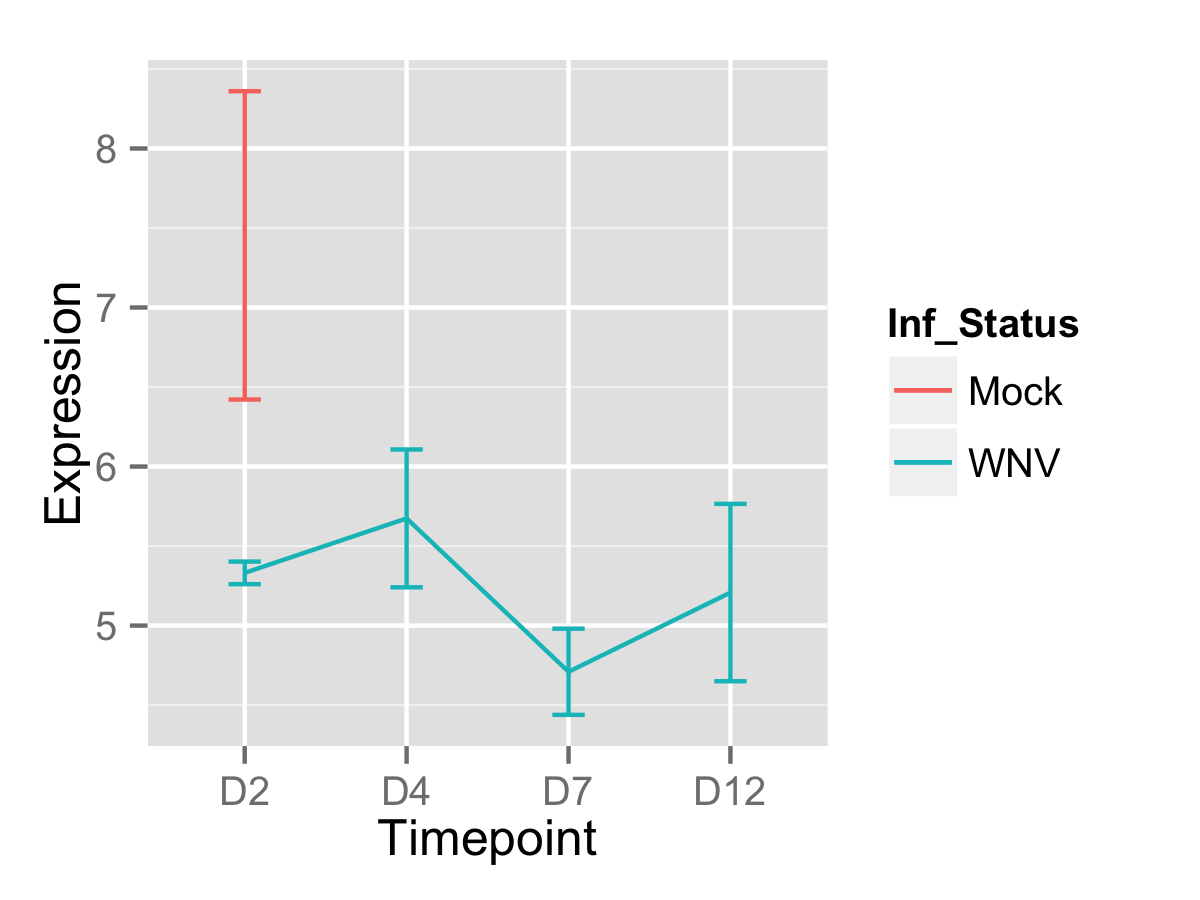 Expression
8
7
6
5
D2 D4 D7 D12
Timepoint
Inf_Status
Mock
WNV